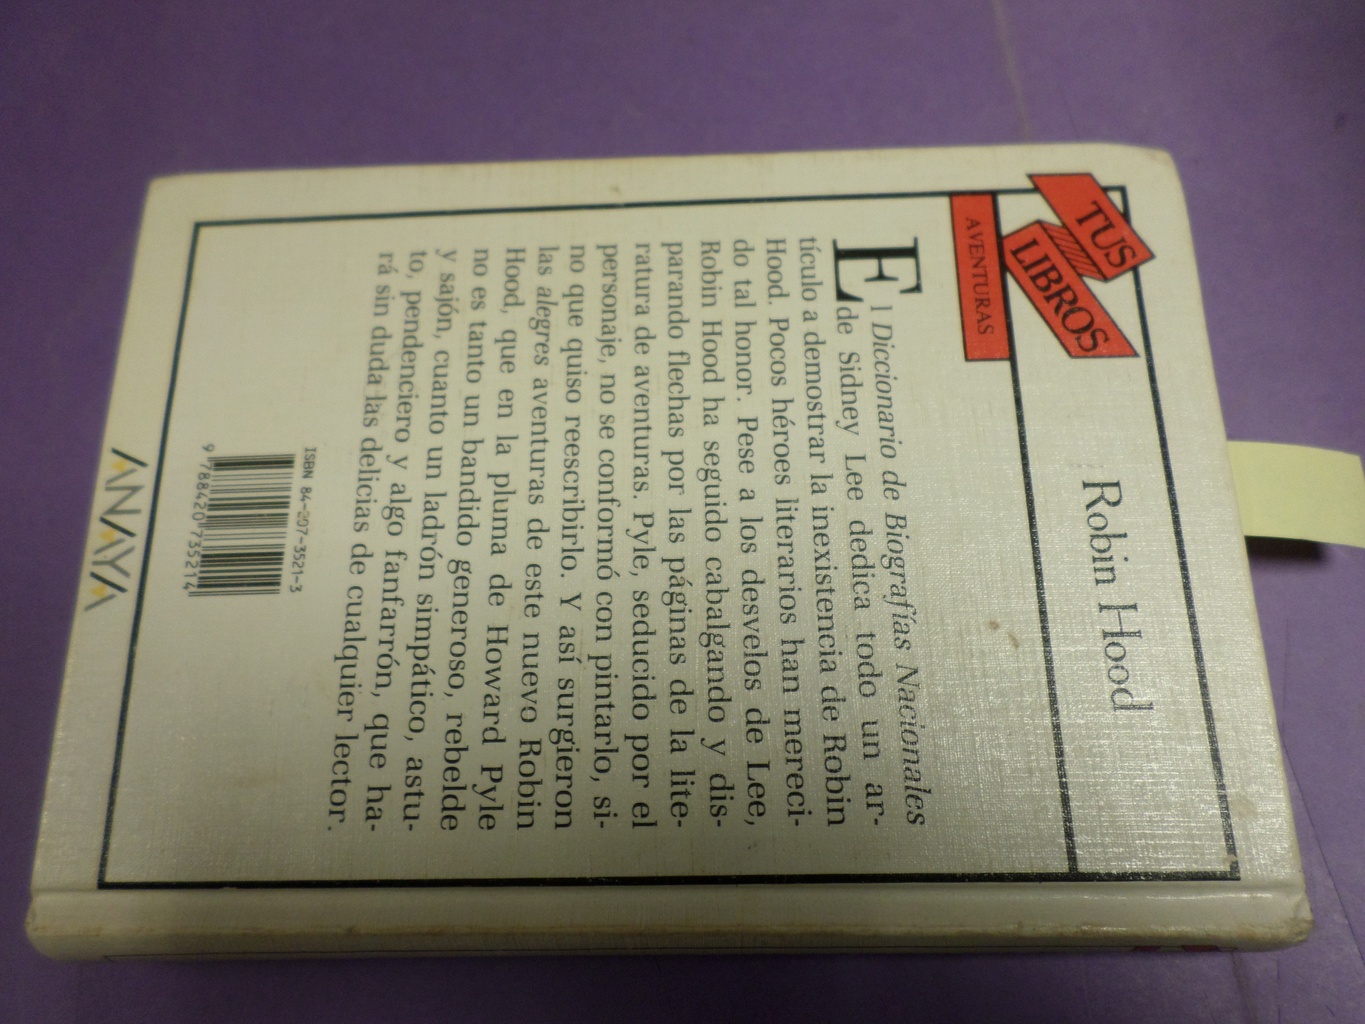 TUS
LIBROS
AVENTURAS
Robin Hood
El Diccionario de Biografías Nacionales
de Sidney Lee dedica todo un ar-
tículo a demostrar la inexistencia de Robin
Hood. Pocos héroes literarios han mereci-
do tal honor. Pese a los desvelos de Lee,
Robin Hood ha seguido cabalgando y dis-
parando flechas por las páginas de la lite-
ratura de aventuras. Pyle, seducido por el
personaje, no se conformó con pintarlo, si-
no que quiso reescribirlo. Y así surgieron
las alegres aventuras de este nuevo Robin
Hood, que en la pluma de Howard Pyle
no es tanto un bandido generoso, rebelde
y sajón, cuanto un ladrón simpático, astu-
to, pendenciero y algo fanfarrón, que ha-
rá sin duda las delicias de cualquier lector.
ISBN 84-207-3521-3
9 788420 735214
ANAYA